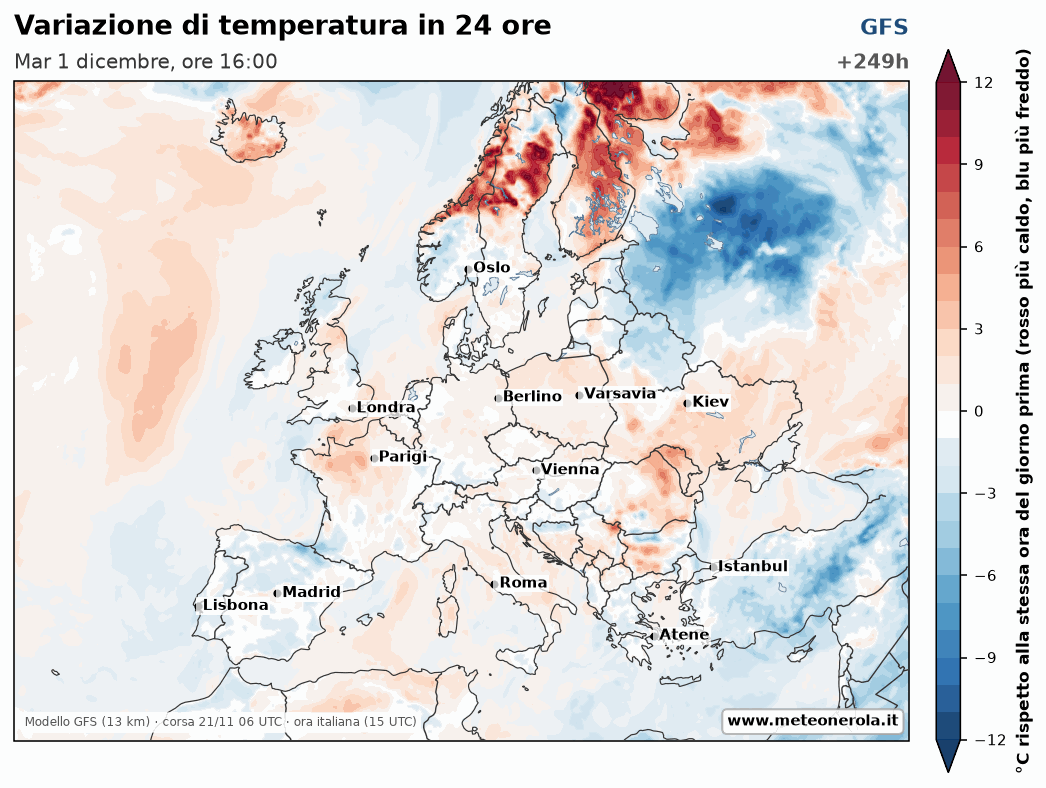 Variazione di temperatura in 24 ore
GFS
Mar 1 dicembre, ore 16:00
+249h
Oslo
Londra
Berlino
Varsavia
Kiev
Parigi
Vienna
Istanbul
Madrid
Roma
Lisbona
Atene
Modello GFS (13 km) · corsa 21/11 06 UTC · ora italiana (15 UTC)
www.meteonerola.it
12
9
6
3
0
−3
−6
−9
−12
°C rispetto alla stessa ora del giorno prima (rosso più caldo, blu più freddo)